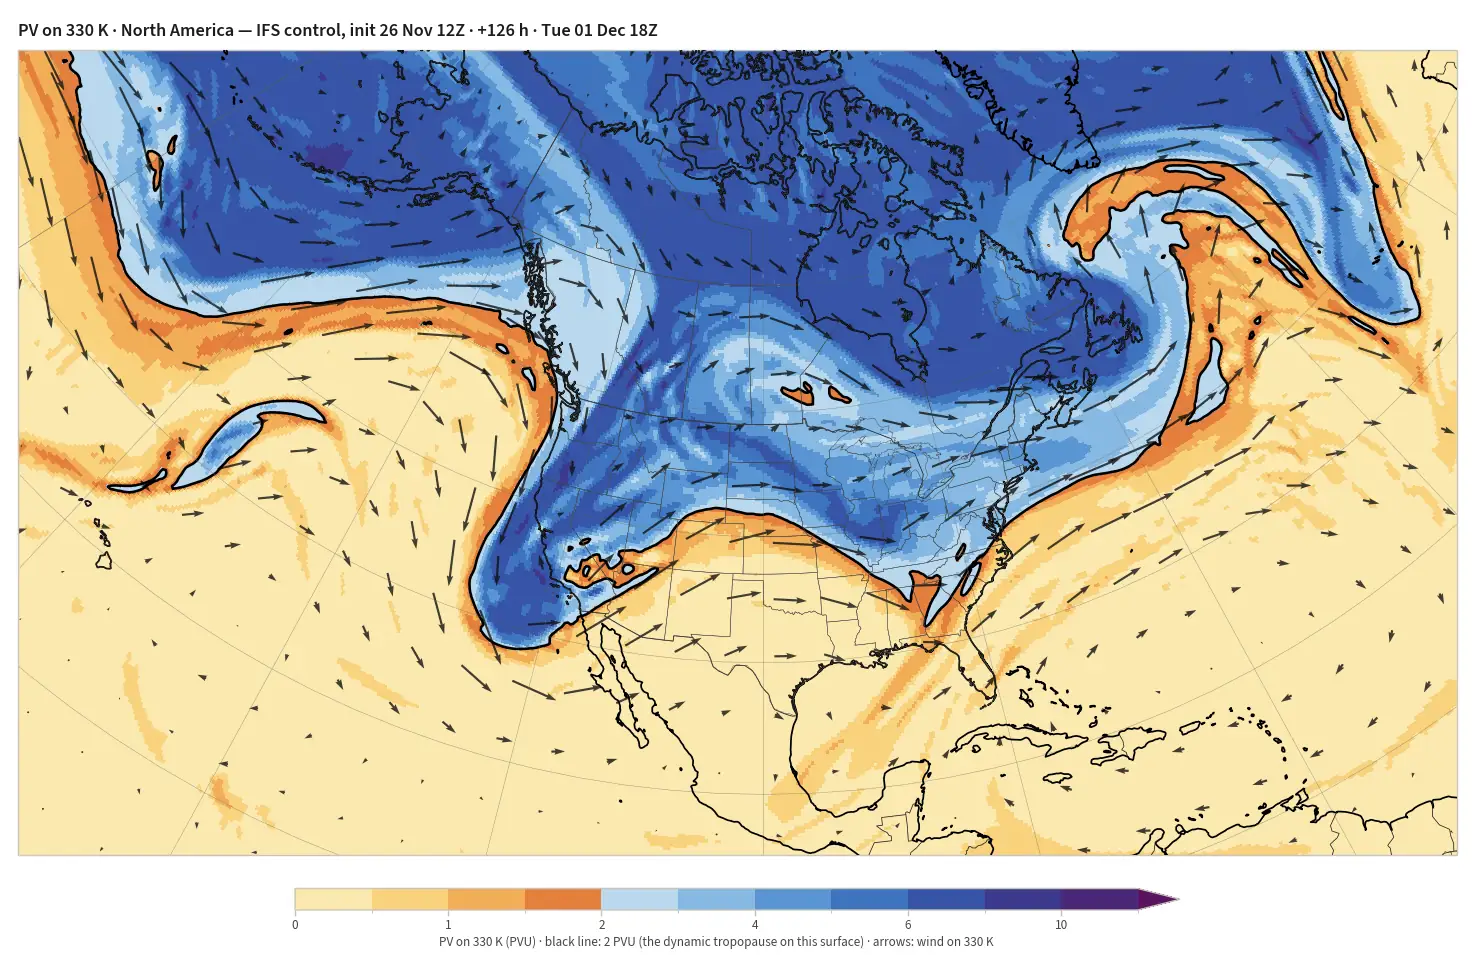 PV on 330 K · North America — IFS control, init 26 Nov 12Z · +126 h · Tue 01 Dec 18Z
0 1 2 4 6 10
PV on 330 K (PVU) · black line: 2 PVU (the dynamic tropopause on this surface) · arrows: wind on 330 K